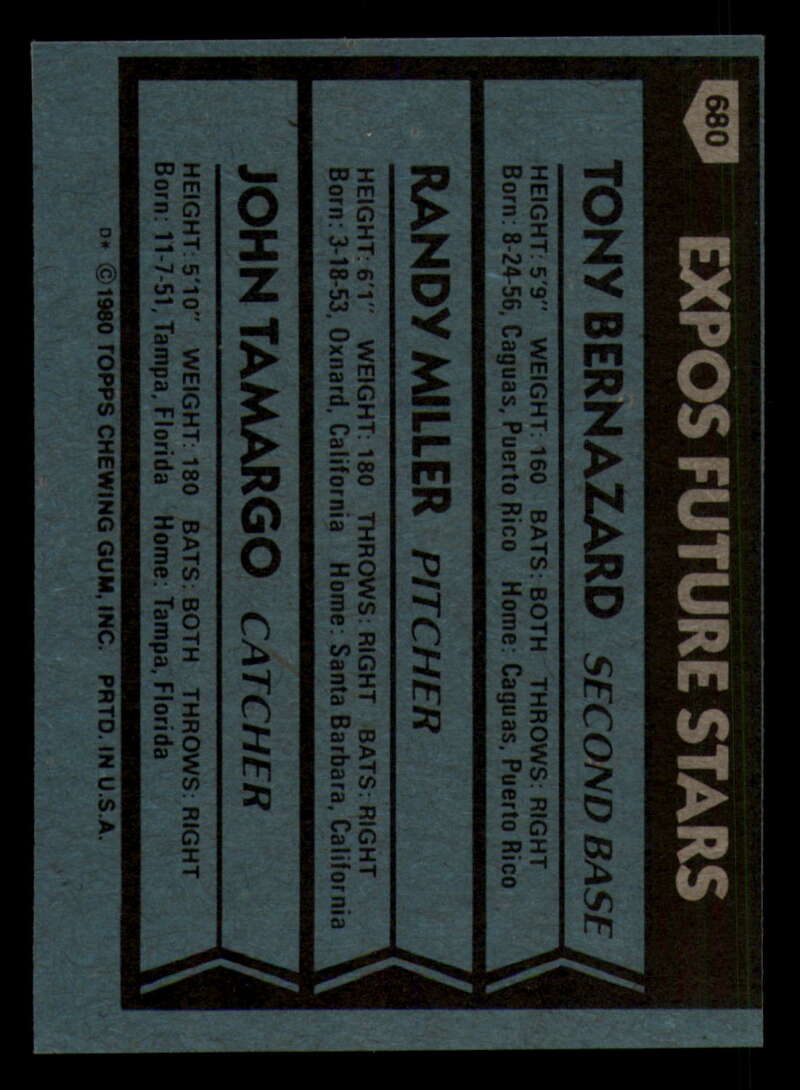 680
EXPOS FUTURE STARS
TONY BERNAZARD SECOND BASE
HEIGHT: 5'9" WEIGHT: 160 BATS: BOTH THROWS: RIGHT
Born: 8-24-56, Caguas, Puerto Rico Home: Caguas, Puerto Rico
RANDY MILLER PITCHER
HEIGHT: 6'1" WEIGHT: 180 THROWS: RIGHT BATS: RIGHT
Born: 3-18-53, Oxnard, California Home: Santa Barbara, California
JOHN TAMARGO CATCHER
HEIGHT: 5'10" WEIGHT: 180 BATS: BOTH THROWS: RIGHT
Born: 11-7-51, Tampa, Florida Home: Tampa, Florida
D* © 1980 TOPPS CHEWING GUM, INC. PRTD. IN U.S.A.